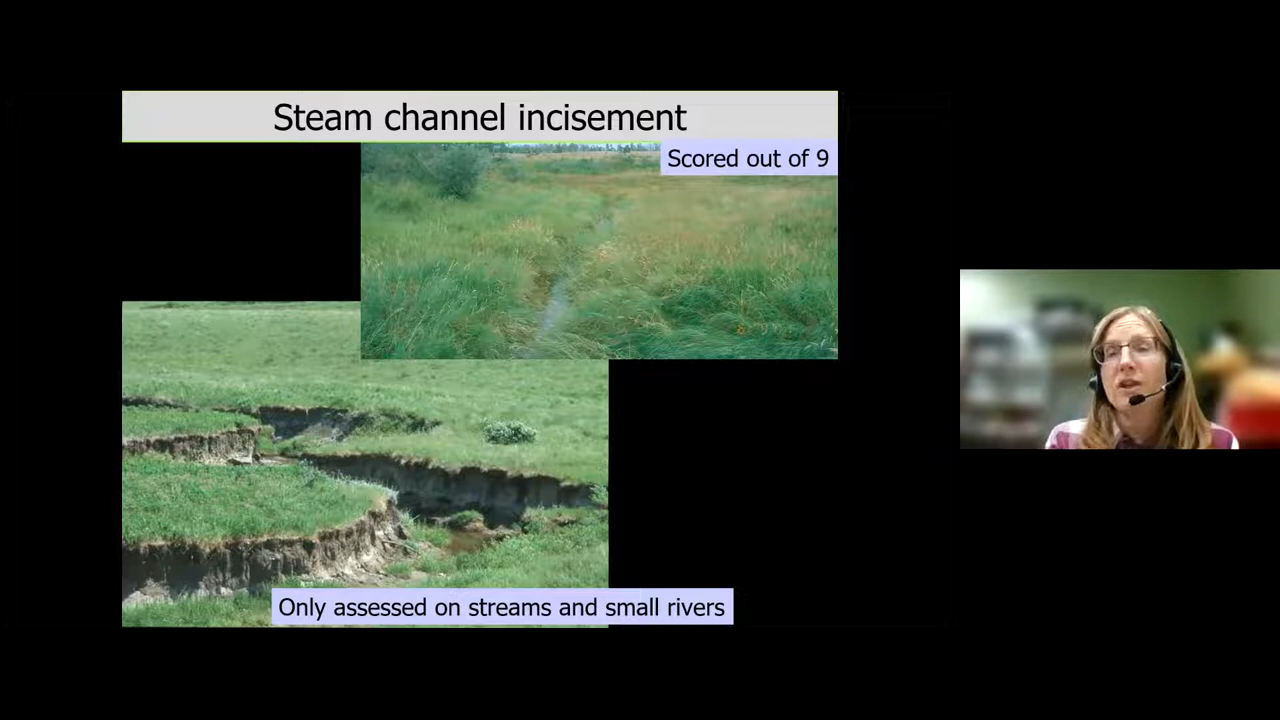 Steam channel incisement
Scored out of 9
Only assessed on streams and small rivers